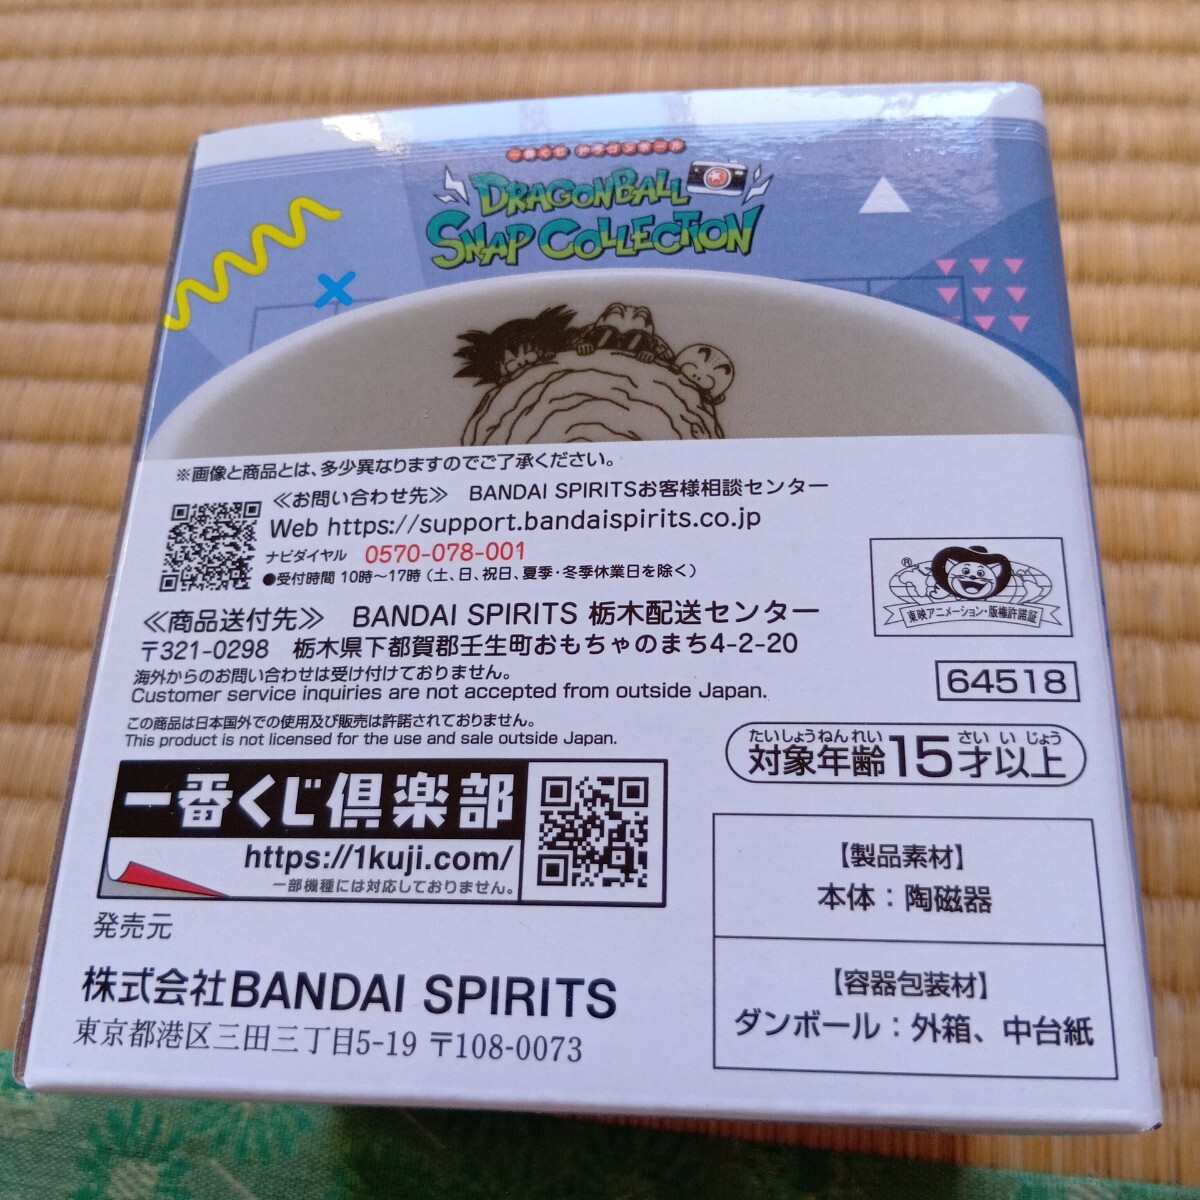 一番くじ ドラゴンボール
DRAGONBALL
SNAP COLLECTION
※画像と商品とは、多少異なりますのでご了承ください。
≪お問い合わせ先≫ BANDAI SPIRITSお客様相談センター
Web https://support.bandaispirits.co.jp
ナビダイヤル 0570-078-001
●受付時間 10時～17時(土、日、祝日、夏季・冬季休業日を除く)
≪商品送付先≫ BANDAI SPIRITS 栃木配送センター
〒321-0298 栃木県下都賀郡壬生町おもちゃのまち4-2-20
海外からのお問い合わせは受け付けておりません。
Customer service inquiries are not accepted from outside Japan.
この商品は日本国外での使用及び販売は許諾されておりません。
This product is not licensed for the use and sale outside Japan.
®
東映アニメーション・版権許諾証
64518
たいしょうねんれい さい いじょう
対象年齢15才以上
一番くじ倶楽部
https://1kuji.com/
一部機種には対応しておりません。
発売元
株式会社BANDAI SPIRITS
東京都港区三田三丁目5-19 〒108-0073
【製品素材】
本体：陶磁器
【容器包装材】
ダンボール：外箱、中台紙